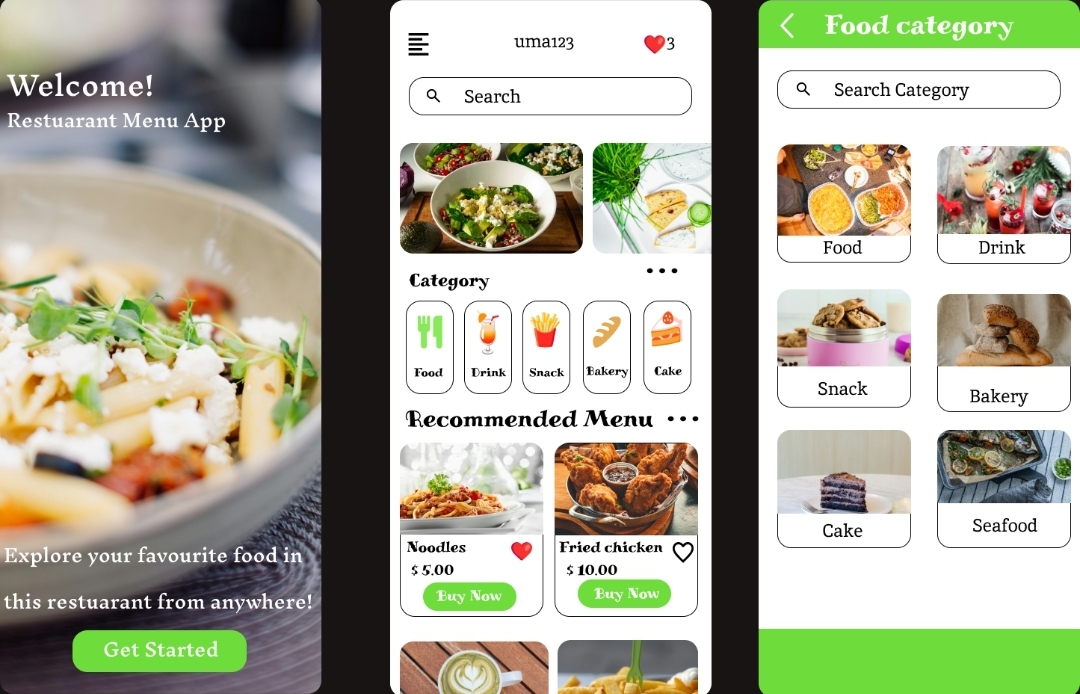 Welcome!
Restuarant Menu App
Explore your favourite food in
this restuarant from anywhere!
Get Started
uma123
3
Search
Category
Food
Drink
Snack
Bakery
Cake
Recommended Menu
Noodles
$ 5.00
Buy Now
Fried chicken
$ 10.00
Buy Now
Food category
Search Category
Food
Drink
Snack
Bakery
Cake
Seafood